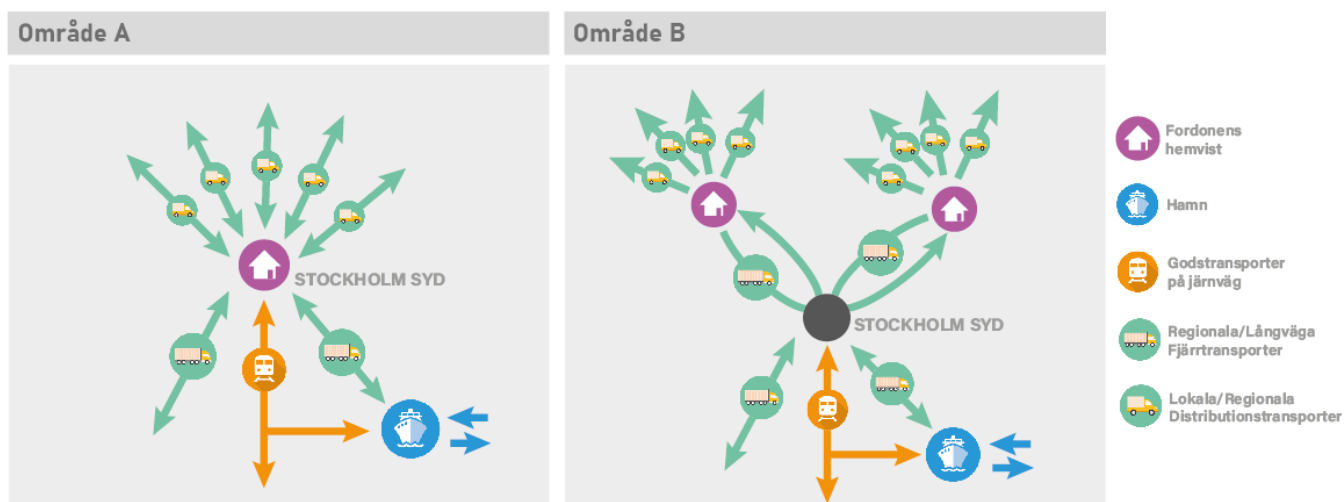 Område A
Område B
STOCKHOLM SYD
STOCKHOLM SYD
Fordonens
hemvist
Hamn
Godstransporter
på järnväg
Regionala/Långväga
Fjärrtransporter
Lokala/Regionala
Distributionstransporter